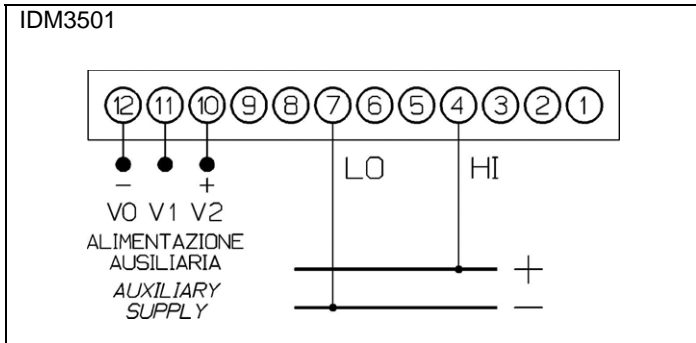 IDM3501
12 11 10 9 8 7 6 5 4 3 2 1
LO HI
− +
V0 V1 V2
ALIMENTAZIONE
AUSILIARIA
AUXILIARY
SUPPLY
+
−